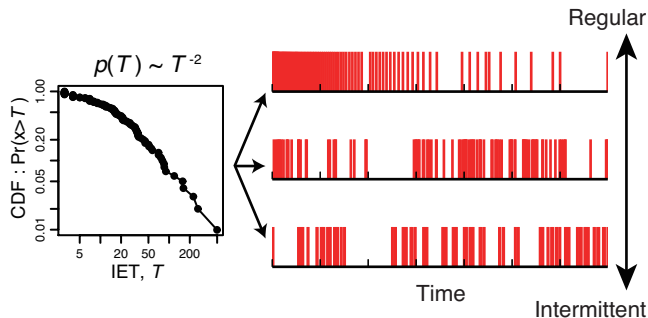 p(T) ~ T⁻²
CDF : Pr(x>T)
1.00
0.20
0.05
0.01
5
20
50
200
IET, T
Regular
Time
Intermittent